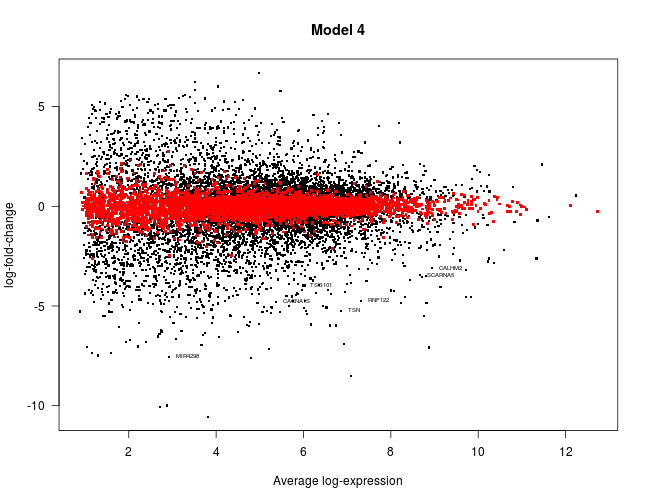 Model 4
log-fold-change
5
0
-5
-10
CALHM2
SCARNA5
TSG101
RNF122
TSN
MIR4298
2
4
6
8
10
12
Average log-expression